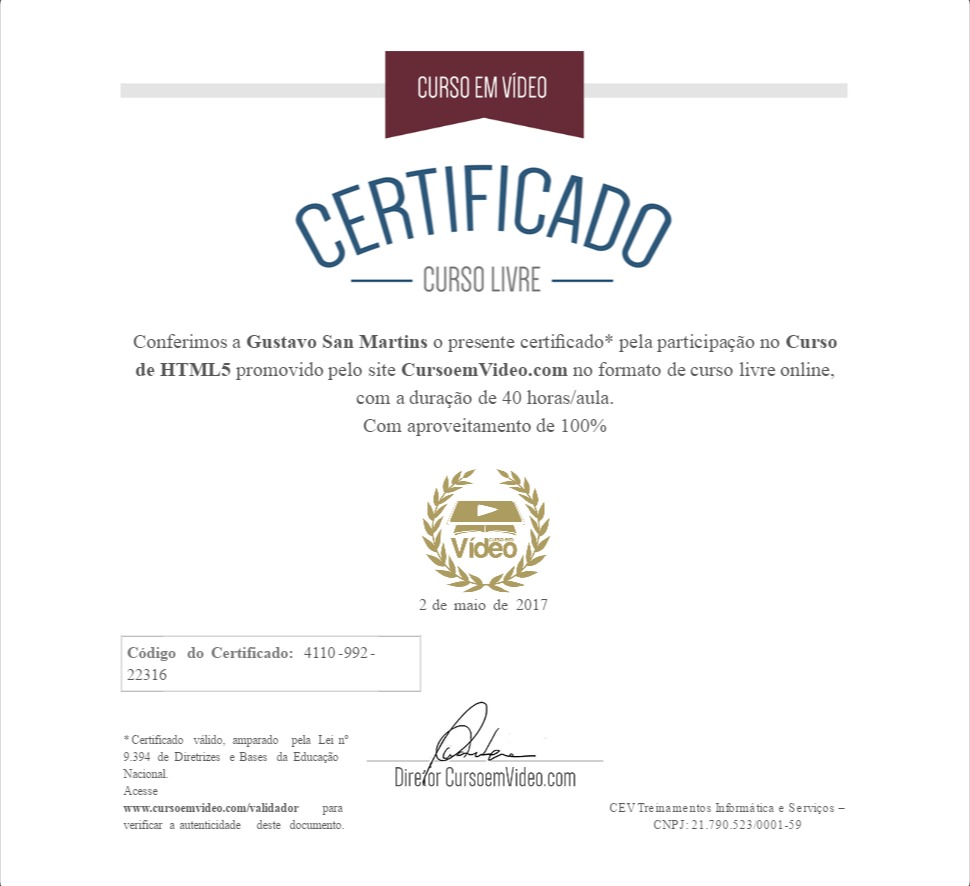 CURSO EM VÍDEO
CERTIFICADO
CURSO LIVRE
Conferimos a Gustavo San Martins o presente certificado* pela participação no Curso
de HTML5 promovido pelo site CursoemVideo.com no formato de curso livre online,
com a duração de 40 horas/aula.
Com aproveitamento de 100%
CURSO EM
Vídeo
2 de maio de 2017
Código do Certificado: 4110-992-
22316
*Certificado válido, amparado pela Lei nº
9.394 de Diretrizes e Bases da Educação
Nacional.
Acesse
www.cursoemvideo.com/validador para
verificar a autenticidade deste documento.
Diretor CursoemVideo.com
CEV Treinamentos Informática e Serviços –
CNPJ: 21.790.523/0001-59